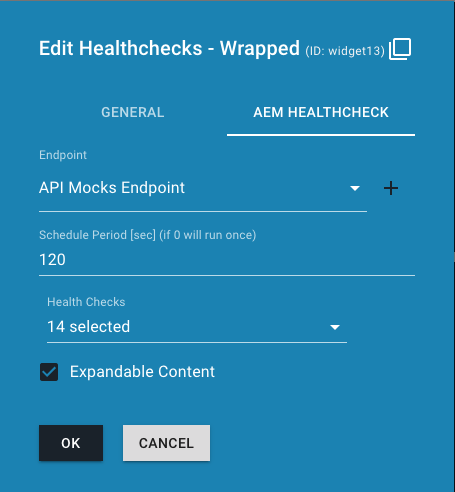 Edit Healthchecks - Wrapped (ID: widget13)
GENERAL AEM HEALTHCHECK
Endpoint
API Mocks Endpoint
Schedule Period [sec] (if 0 will run once)
120
Health Checks
14 selected
Expandable Content
OK CANCEL